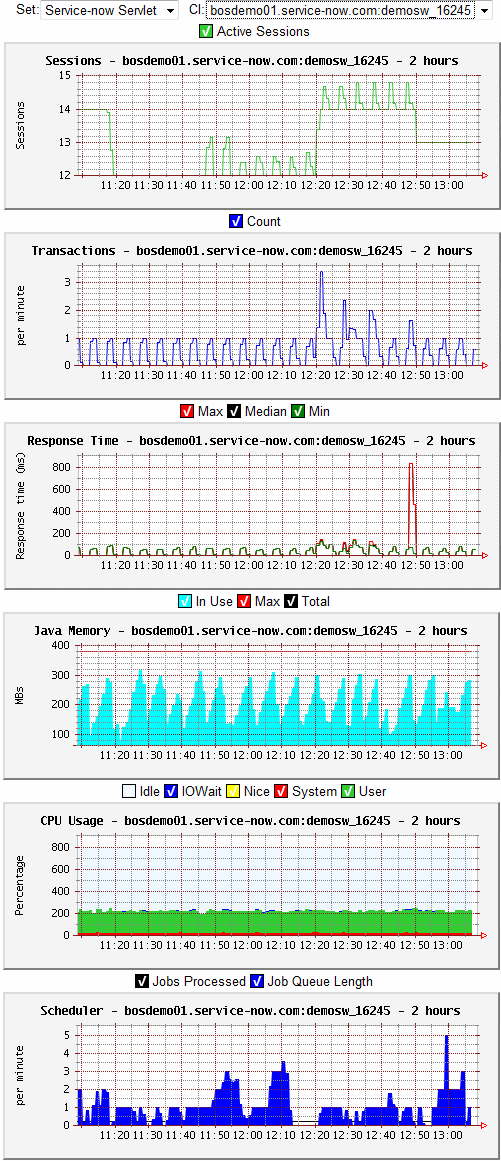 Set: Service-now Servlet CI: bosdemo01.service-now.com:demosw_16245
Active Sessions
Sessions - bosdemo01.service-now.com:demosw_16245 - 2 hours
Sessions
15
14
13
12
11:20 11:30 11:40 11:50 12:00 12:10 12:20 12:30 12:40 12:50 13:00
Count
Transactions - bosdemo01.service-now.com:demosw_16245 - 2 hours
per minute
3
2
1
0
11:20 11:30 11:40 11:50 12:00 12:10 12:20 12:30 12:40 12:50 13:00
Max Median Min
Response Time - bosdemo01.service-now.com:demosw_16245 - 2 hours
Response time (ms)
800
600
400
200
0
11:20 11:30 11:40 11:50 12:00 12:10 12:20 12:30 12:40 12:50 13:00
In Use Max Total
Java Memory - bosdemo01.service-now.com:demosw_16245 - 2 hours
MBs
400
300
200
100
11:20 11:30 11:40 11:50 12:00 12:10 12:20 12:30 12:40 12:50 13:00
Idle IOWait Nice System User
CPU Usage - bosdemo01.service-now.com:demosw_16245 - 2 hours
Percentage
800
600
400
200
0
11:20 11:30 11:40 11:50 12:00 12:10 12:20 12:30 12:40 12:50 13:00
Jobs Processed Job Queue Length
Scheduler - bosdemo01.service-now.com:demosw_16245 - 2 hours
per minute
5
4
3
2
1
0
11:20 11:30 11:40 11:50 12:00 12:10 12:20 12:30 12:40 12:50 13:00